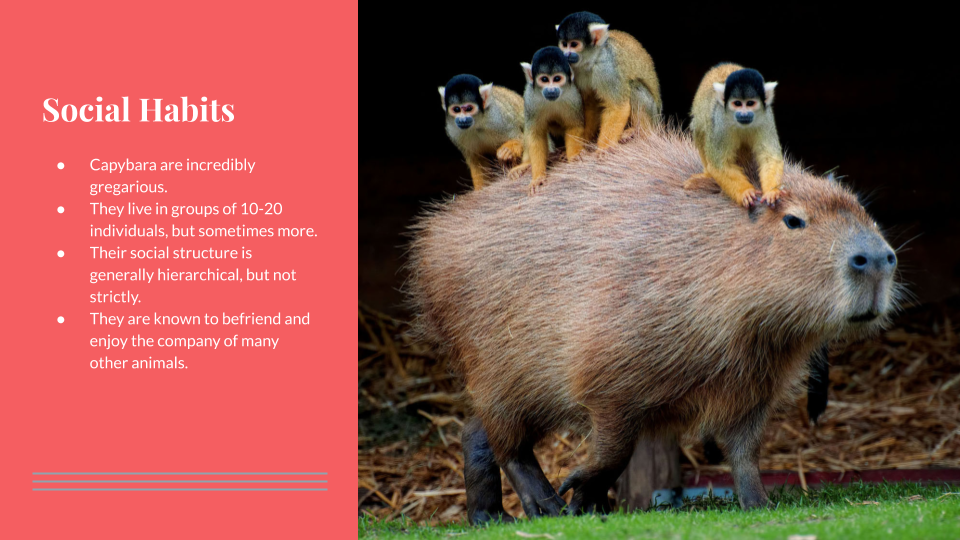 Social Habits
● Capybara are incredibly
gregarious.
● They live in groups of 10-20
individuals, but sometimes more.
● Their social structure is
generally hierarchical, but not
strictly.
● They are known to befriend and
enjoy the company of many
other animals.